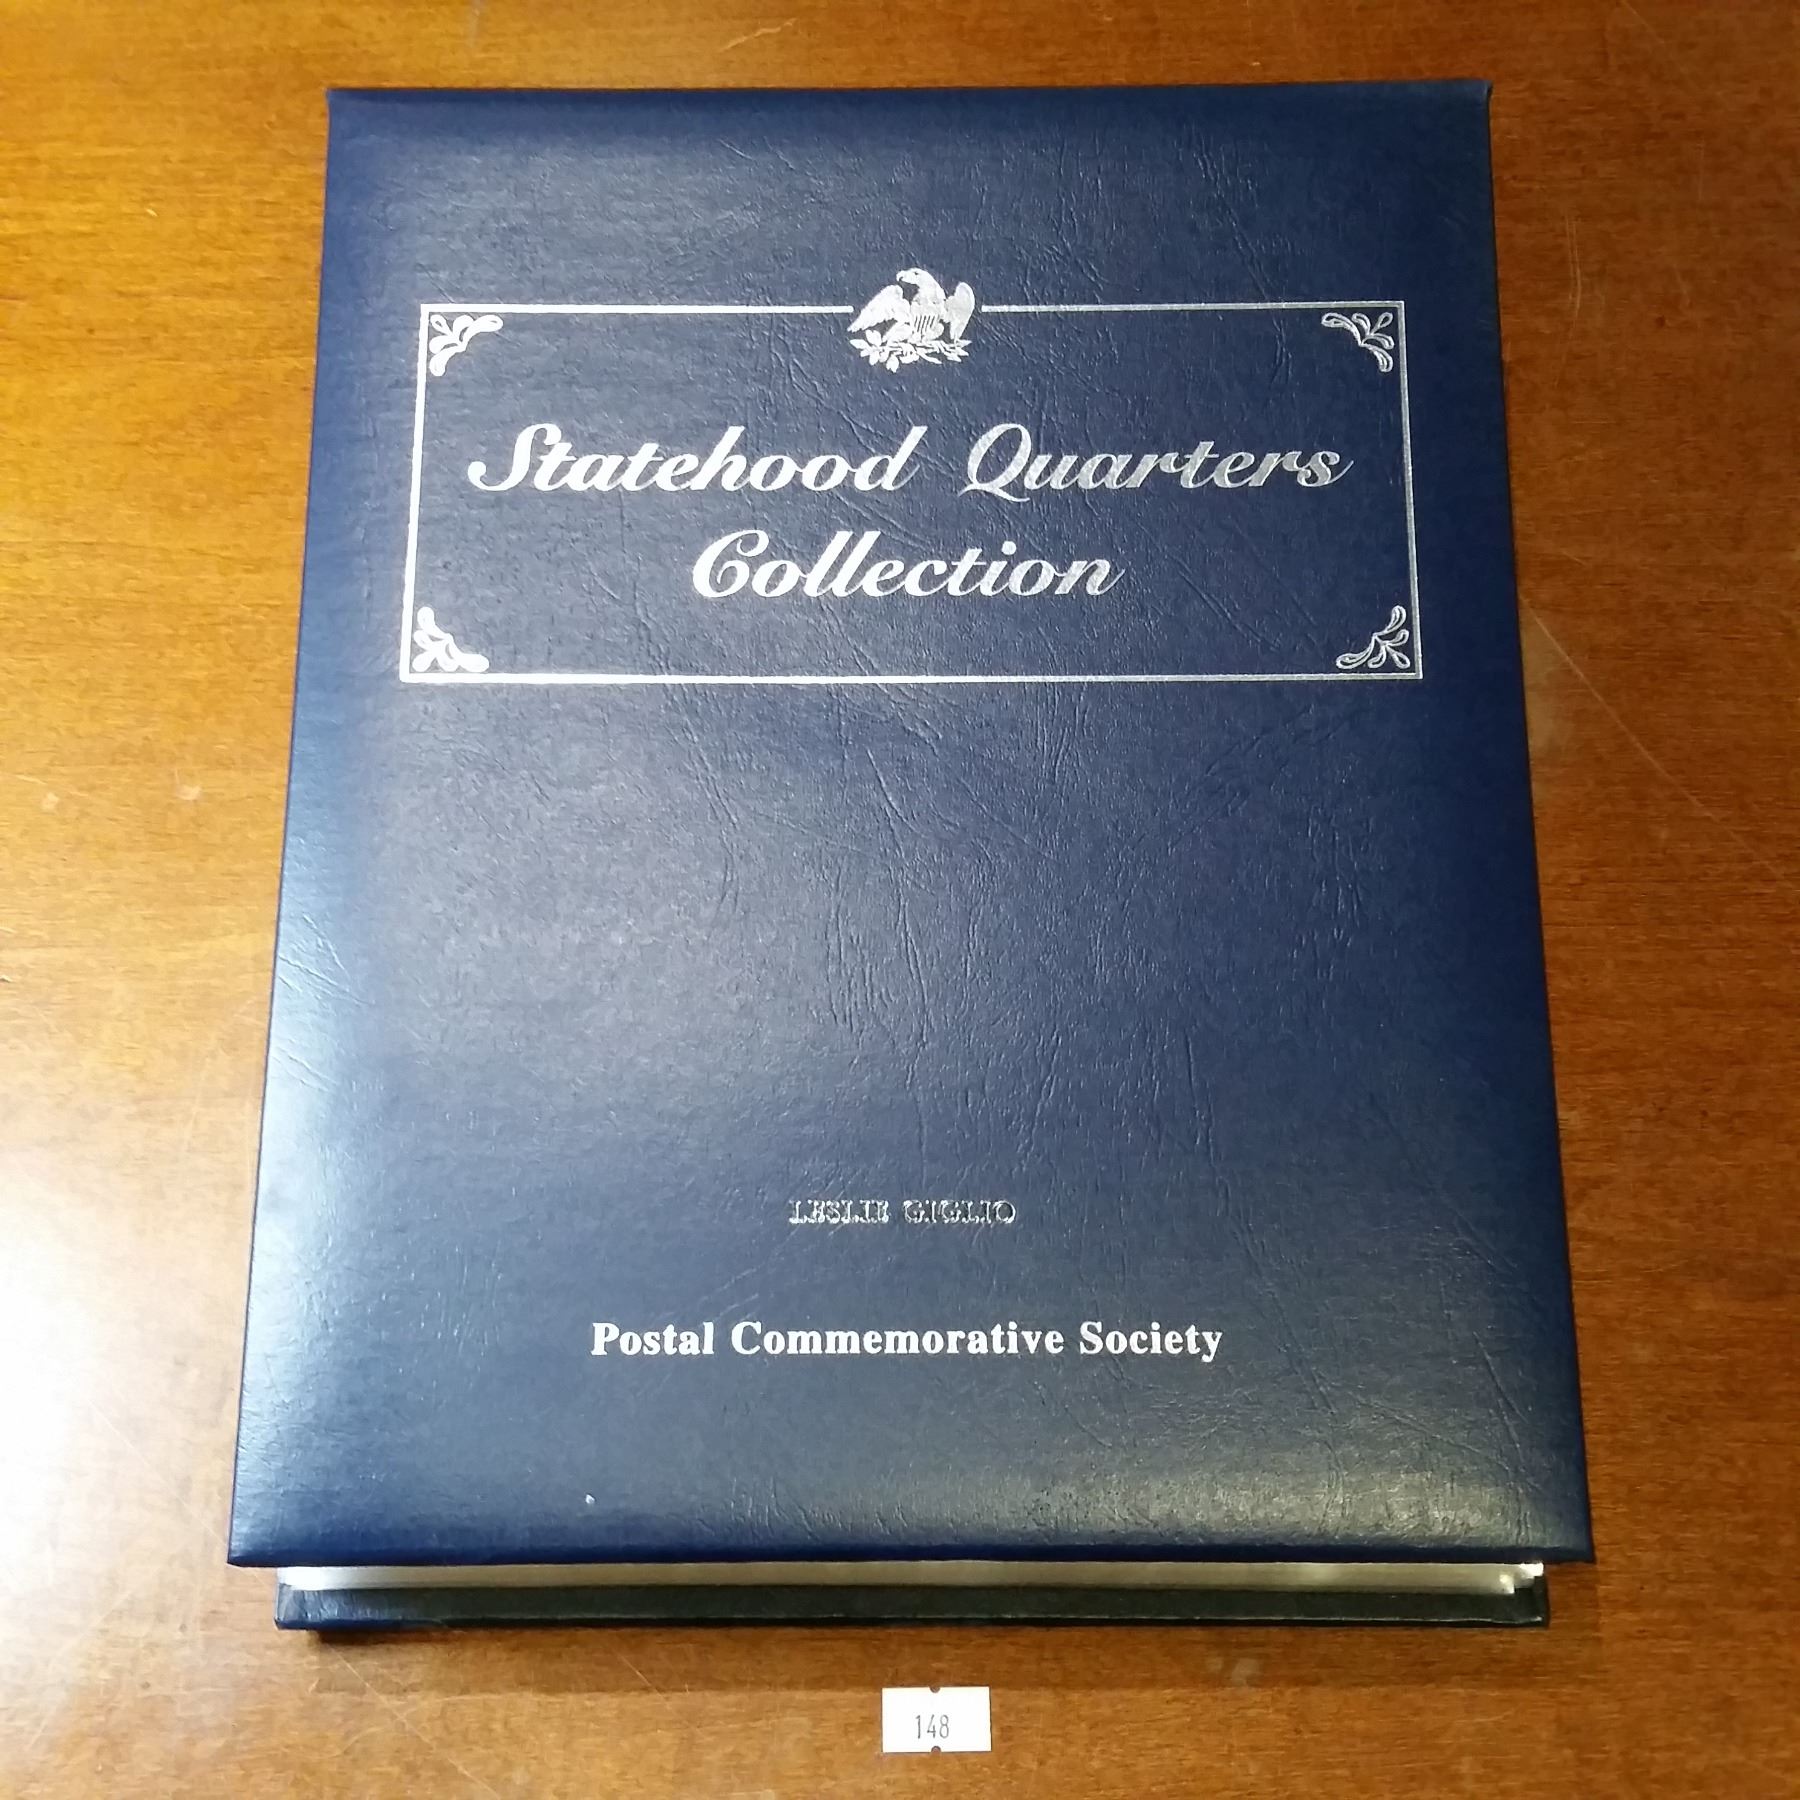 Statehood Quarters
Collection
LESLIE GIGLIO
Postal Commemorative Society
148